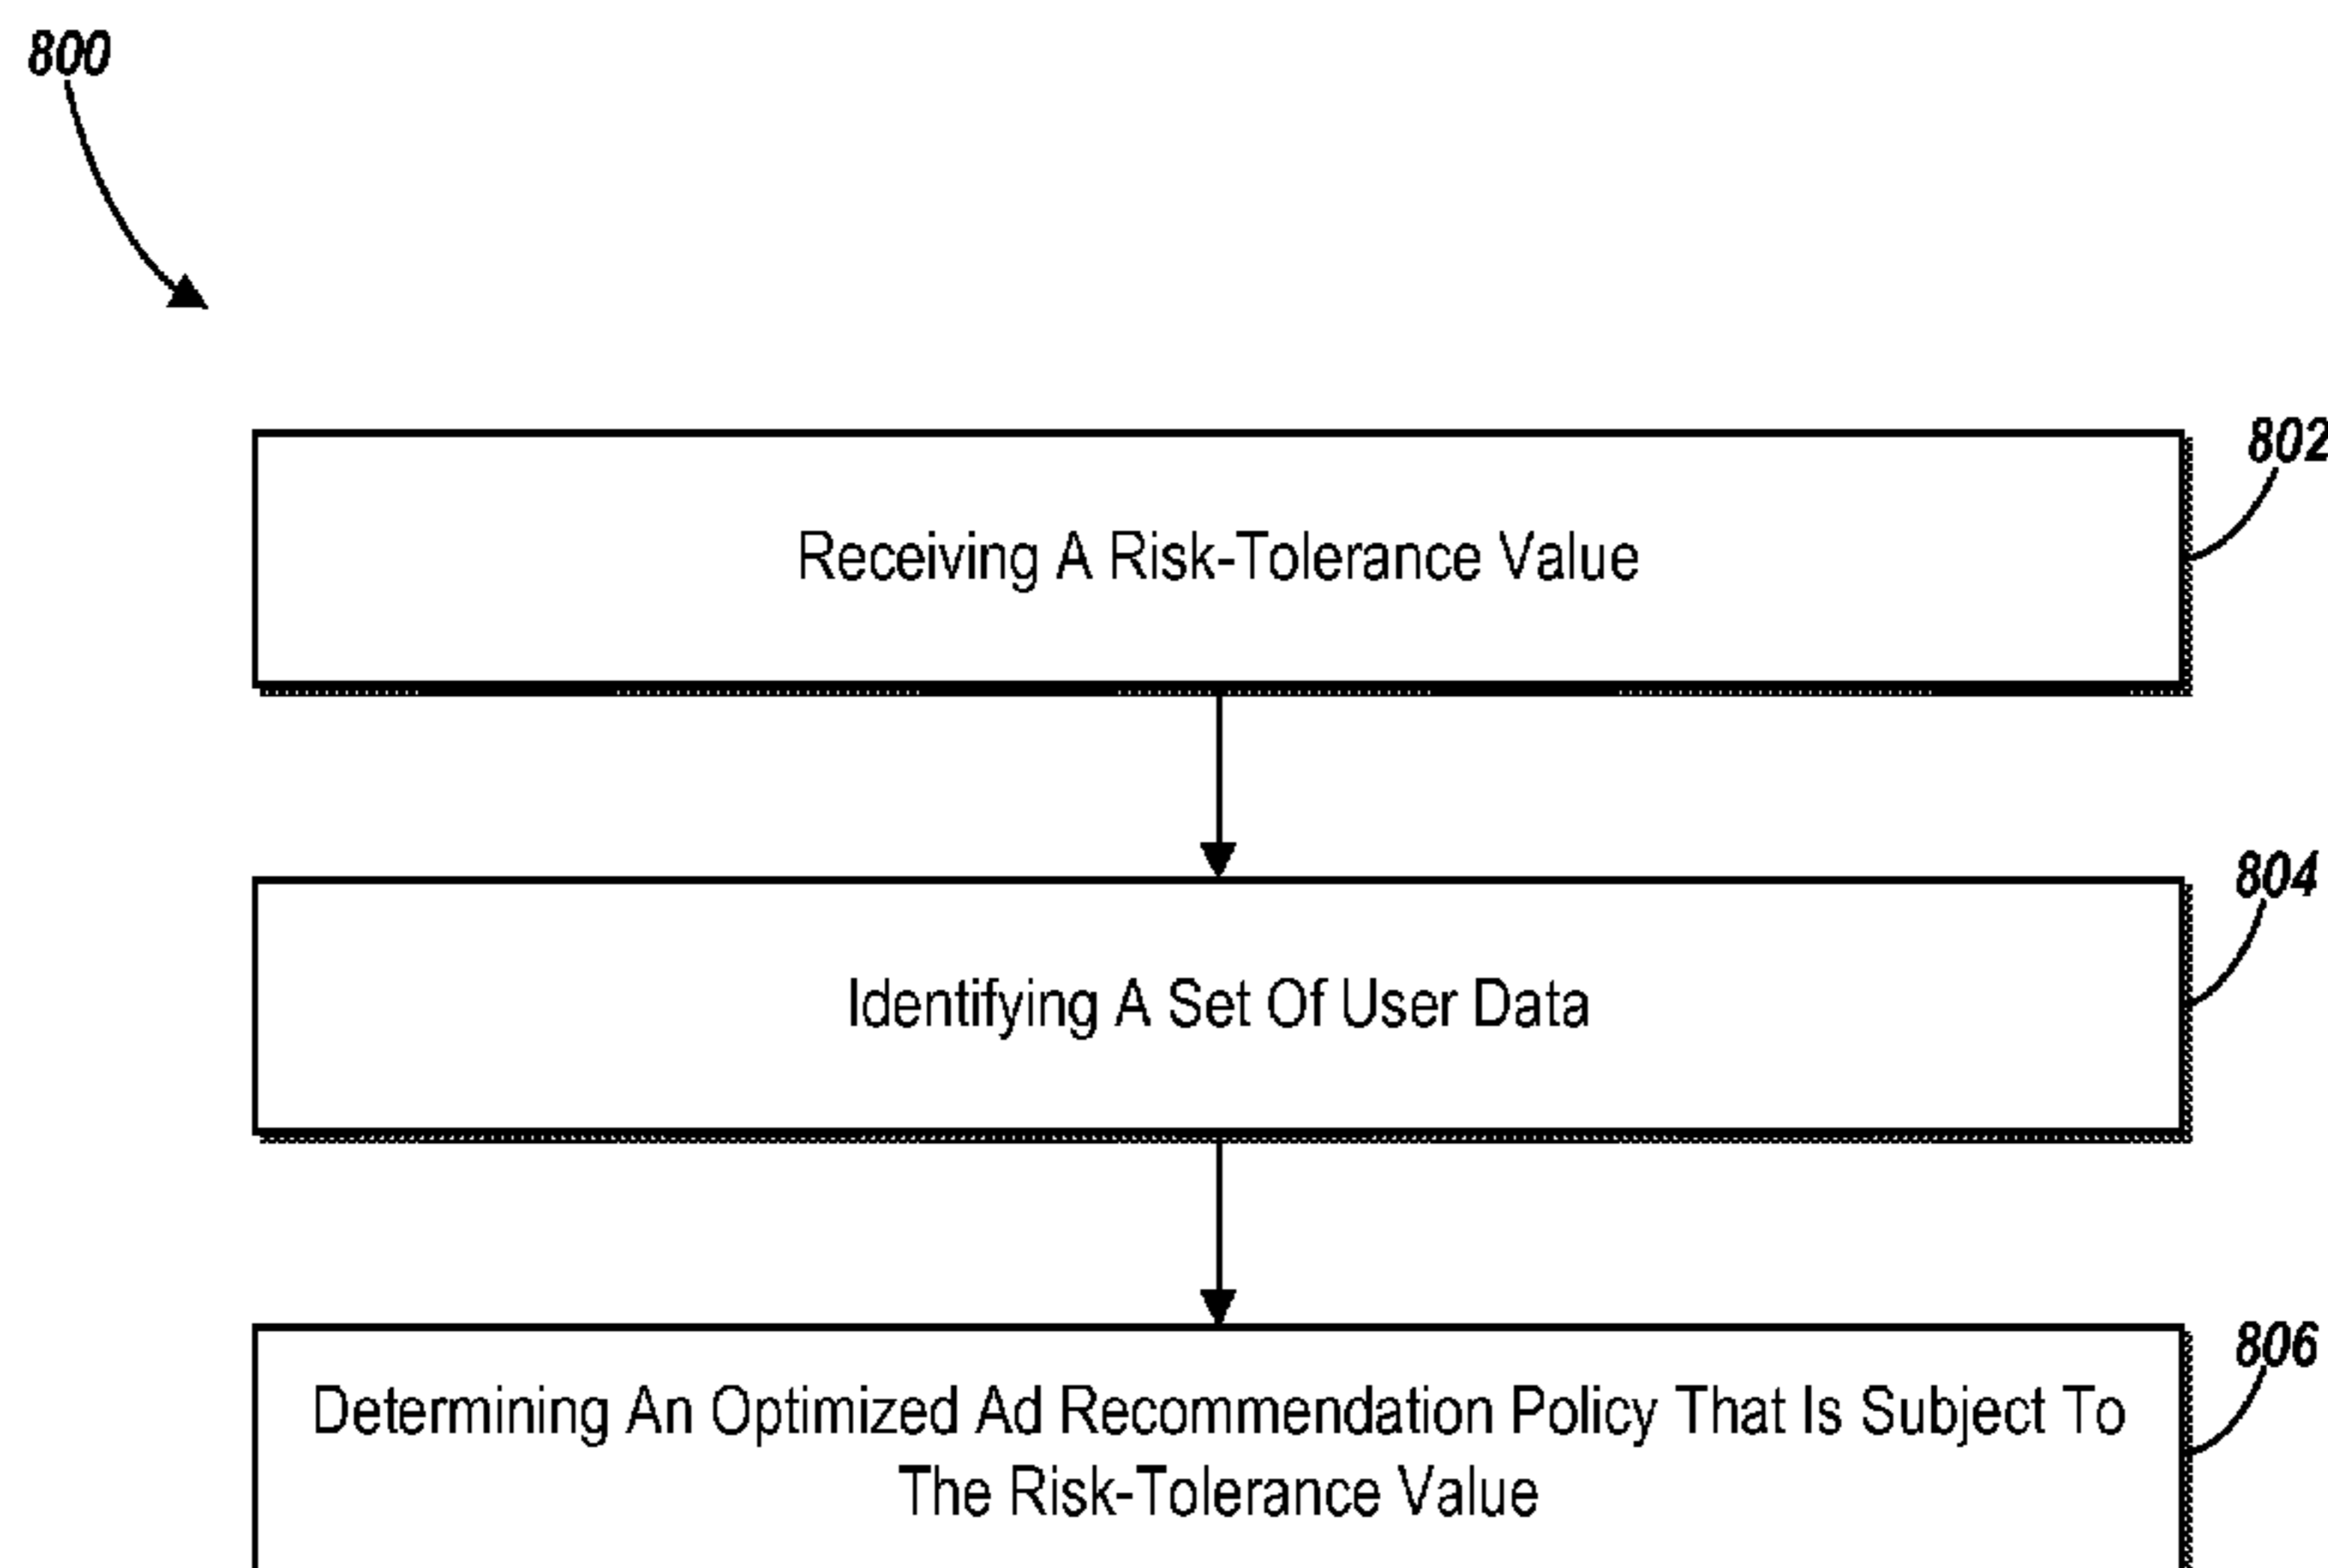 800
802
Receiving A Risk-Tolerance Value
804
Identifying A Set Of User Data
806
Determining An Optimized Ad Recommendation Policy That Is Subject To
The Risk-Tolerance Value